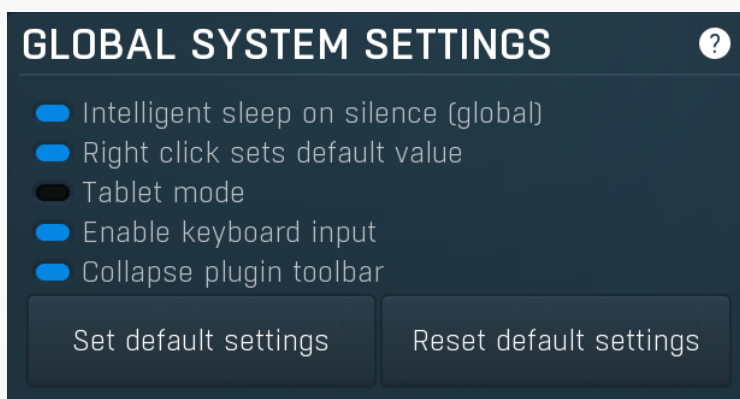 GLOBAL SYSTEM SETTINGS ?
Intelligent sleep on silence (global)
Right click sets default value
Tablet mode
Enable keyboard input
Collapse plugin toolbar
Set default settings Reset default settings